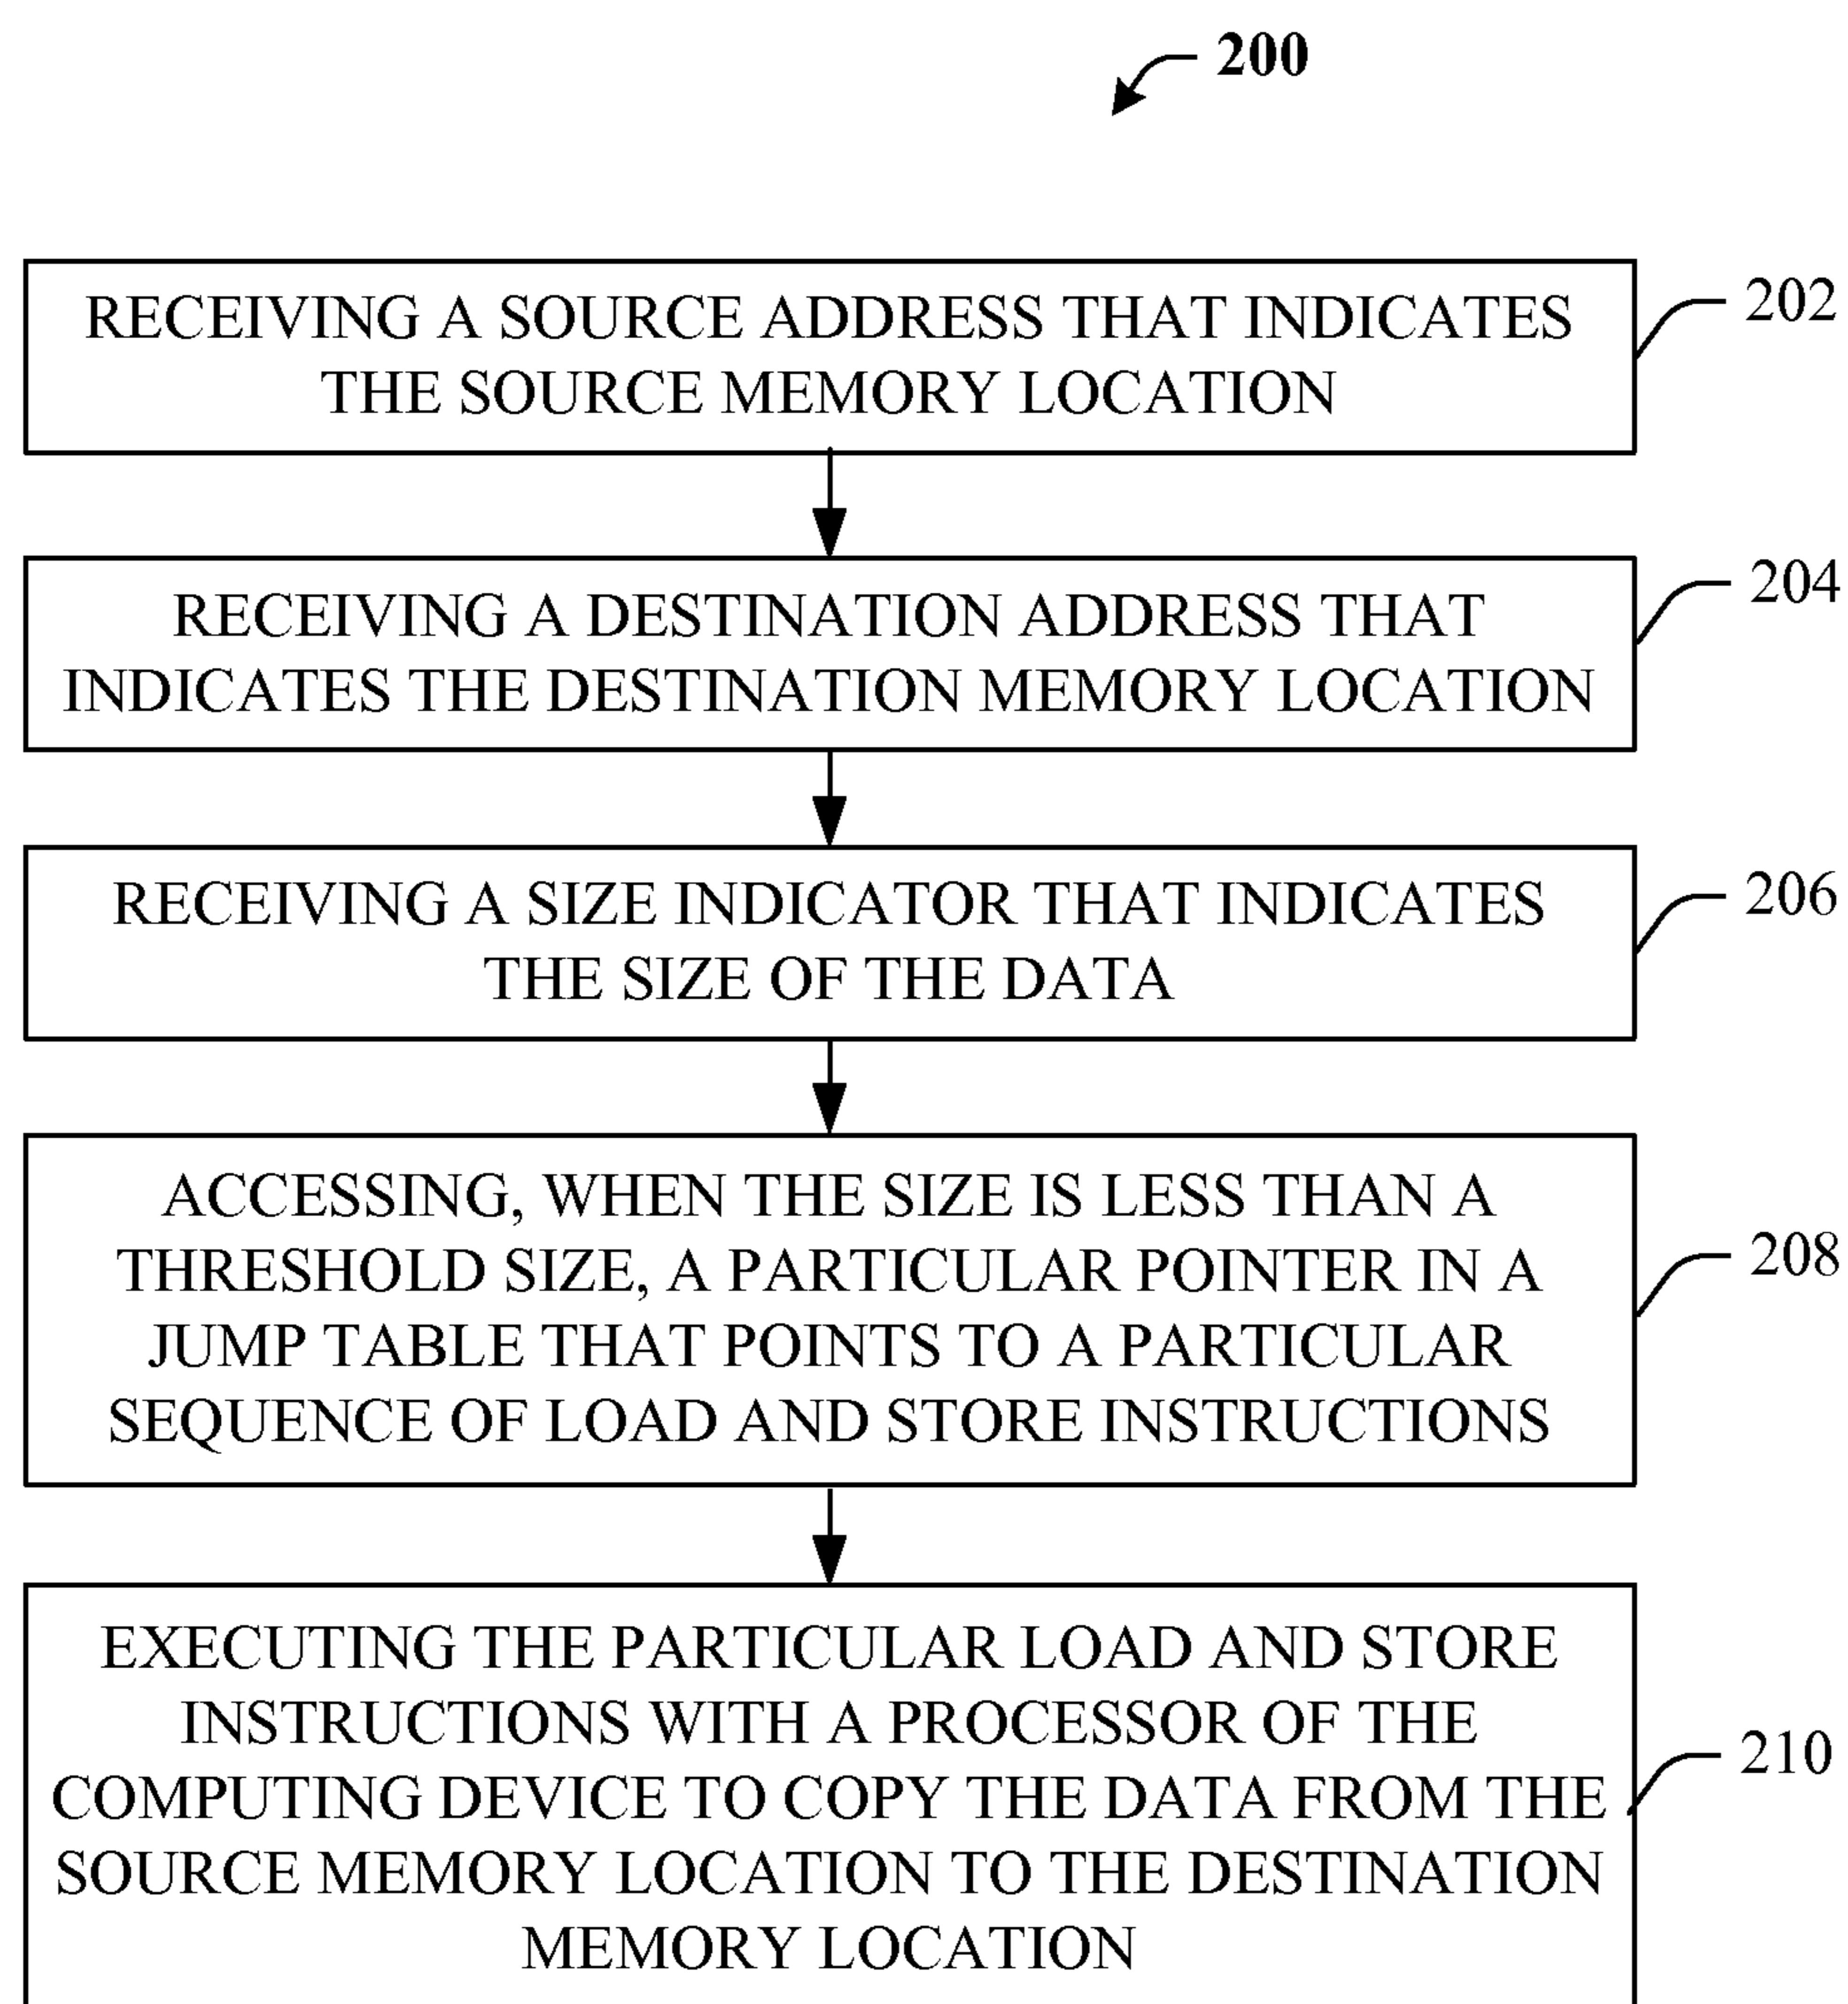 200
RECEIVING A SOURCE ADDRESS THAT INDICATES
THE SOURCE MEMORY LOCATION
202
RECEIVING A DESTINATION ADDRESS THAT
INDICATES THE DESTINATION MEMORY LOCATION
204
RECEIVING A SIZE INDICATOR THAT INDICATES
THE SIZE OF THE DATA
206
ACCESSING, WHEN THE SIZE IS LESS THAN A
THRESHOLD SIZE, A PARTICULAR POINTER IN A
JUMP TABLE THAT POINTS TO A PARTICULAR
SEQUENCE OF LOAD AND STORE INSTRUCTIONS
208
EXECUTING THE PARTICULAR LOAD AND STORE
INSTRUCTIONS WITH A PROCESSOR OF THE
COMPUTING DEVICE TO COPY THE DATA FROM THE
SOURCE MEMORY LOCATION TO THE DESTINATION
MEMORY LOCATION
210